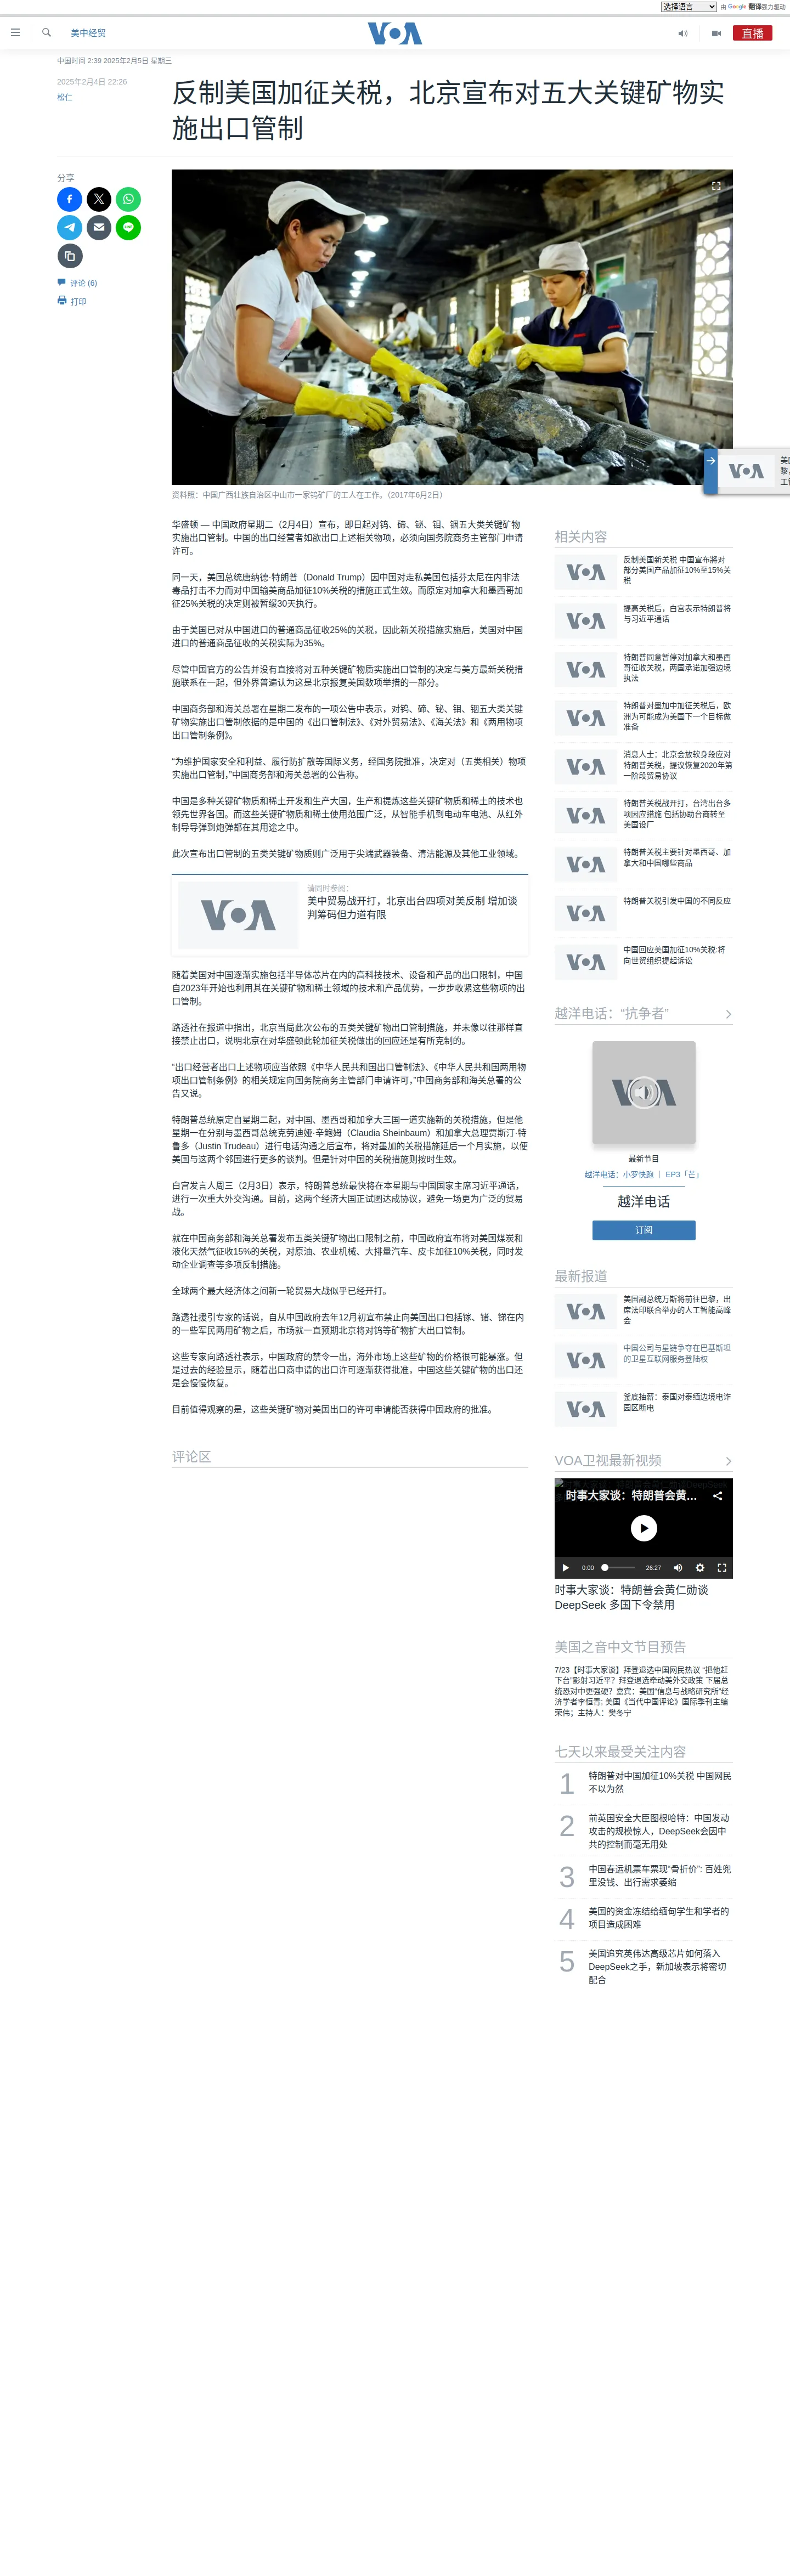 选择语言
由 Google 翻译强力驱动
美中经贸
VOA
直播
中国时间 2:39 2025年2月5日 星期三
2025年2月4日 22:26
松仁
反制美国加征关税，北京宣布对五大关键矿物实
施出口管制
分享
评论 (6)
打印
资料照：中国广西壮族自治区中山市一家钨矿厂的工人在工作。（2017年6月2日）
华盛顿 — 中国政府星期二（2月4日）宣布，即日起对钨、碲、铋、钼、铟五大类关键矿物
实施出口管制。中国的出口经营者如欲出口上述相关物项，必须向国务院商务主管部门申请
许可。
同一天，美国总统唐纳德·特朗普（Donald Trump）因中国对走私美国包括芬太尼在内非法
毒品打击不力而对中国输美商品加征10%关税的措施正式生效。而原定对加拿大和墨西哥加
征25%关税的决定则被暂缓30天执行。
由于美国已对从中国进口的普通商品征收25%的关税，因此新关税措施实施后，美国对中国
进口的普通商品征收的关税实际为35%。
尽管中国官方的公告并没有直接将对五种关键矿物质实施出口管制的决定与美方最新关税措
施联系在一起，但外界普遍认为这是北京报复美国数项举措的一部分。
中国商务部和海关总署在星期二发布的一项公告中表示，对钨、碲、铋、钼、铟五大类关键
矿物实施出口管制依据的是中国的《出口管制法》、《对外贸易法》、《海关法》和《两用物项
出口管制条例》。
“为维护国家安全和利益、履行防扩散等国际义务，经国务院批准，决定对（五类相关）物项
实施出口管制，”中国商务部和海关总署的公告称。
中国是多种关键矿物质和稀土开发和生产大国，生产和提炼这些关键矿物质和稀土的技术也
领先世界各国。而这些关键矿物质和稀土使用范围广泛，从智能手机到电动车电池、从红外
制导导弹到炮弹都在其用途之中。
此次宣布出口管制的五类关键矿物质则广泛用于尖端武器装备、清洁能源及其他工业领域。
VOA
请同时参阅：
美中贸易战开打，北京出台四项对美反制 增加谈
判筹码但力道有限
随着美国对中国逐渐实施包括半导体芯片在内的高科技技术、设备和产品的出口限制，中国
自2023年开始也利用其在关键矿物和稀土领域的技术和产品优势，一步步收紧这些物项的出
口管制。
路透社在报道中指出，北京当局此次公布的五类关键矿物出口管制措施，并未像以往那样直
接禁止出口，说明北京在对华盛顿此轮加征关税做出的回应还是有所克制的。
“出口经营者出口上述物项应当依照《中华人民共和国出口管制法》、《中华人民共和国两用物
项出口管制条例》的相关规定向国务院商务主管部门申请许可，”中国商务部和海关总署的公
告又说。
特朗普总统原定自星期二起，对中国、墨西哥和加拿大三国一道实施新的关税措施，但是他
星期一在分别与墨西哥总统克劳迪娅·辛鲍姆（Claudia Sheinbaum）和加拿大总理贾斯汀·特
鲁多（Justin Trudeau）进行电话沟通之后宣布，将对墨加的关税措施延后一个月实施，以便
美国与这两个邻国进行更多的谈判。但是针对中国的关税措施则按时生效。
白宫发言人周三（2月3日）表示，特朗普总统最快将在本星期与中国国家主席习近平通话，
进行一次重大外交沟通。目前，这两个经济大国正试图达成协议，避免一场更为广泛的贸易
战。
就在中国商务部和海关总署发布五类关键矿物出口限制之前，中国政府宣布将对美国煤炭和
液化天然气征收15%的关税，对原油、农业机械、大排量汽车、皮卡加征10%关税，同时发
动企业调查等多项反制措施。
全球两个最大经济体之间新一轮贸易大战似乎已经开打。
路透社援引专家的话说，自从中国政府去年12月初宣布禁止向美国出口包括镓、锗、锑在内
的一些军民两用矿物之后，市场就一直预期北京将对钨等矿物扩大出口管制。
这些专家向路透社表示，中国政府的禁令一出，海外市场上这些矿物的价格很可能暴涨。但
是过去的经验显示，随着出口商申请的出口许可逐渐获得批准，中国这些关键矿物的出口还
是会慢慢恢复。
目前值得观察的是，这些关键矿物对美国出口的许可申请能否获得中国政府的批准。
评论区
VOA
相关内容
VOA
反制美国新关税 中国宣布將对
部分美国产品加征10%至15%关
税
VOA
提高关税后，白宫表示特朗普将
与习近平通话
VOA
特朗普同意暂停对加拿大和墨西
哥征收关税，两国承诺加强边境
执法
VOA
特朗普对墨加中加征关税后，欧
洲为可能成为美国下一个目标做
准备
VOA
消息人士：北京会放软身段应对
特朗普关税，提议恢复2020年第
一阶段贸易协议
VOA
特朗普关税战开打，台湾出台多
项因应措施 包括协助台商转至
美国设厂
VOA
特朗普关税主要针对墨西哥、加
拿大和中国哪些商品
VOA
特朗普关税引发中国的不同反应
VOA
中国回应美国加征10%关税:将
向世贸组织提起诉讼
越洋电话：“抗争者”
VOA
最新节目
越洋电话：小罗快跑 ｜ EP3「芒」
越洋电话
订阅
最新报道
VOA
美国副总统万斯将前往巴黎，出
席法印联合举办的人工智能高峰
会
VOA
中国公司与星链争夺在巴基斯坦
的卫星互联网服务登陆权
VOA
釜底抽薪：泰国对泰缅边境电诈
园区断电
VOA卫视最新视频
时事大家谈：特朗普会黄…
0:00
26:27
时事大家谈：特朗普会黄仁勋谈
DeepSeek 多国下令禁用
美国之音中文节目预告
7/23【时事大家谈】拜登退选中国网民热议 “把他赶
下台”影射习近平？拜登退选牵动美外交政策 下届总
统恐对中更强硬？嘉宾：美国“信息与战略研究所”经
济学者李恒青; 美国《当代中国评论》国际季刊主编
荣伟；主持人：樊冬宁
七天以来最受关注内容
1
特朗普对中国加征10%关税 中国网民
不以为然
2
前英国安全大臣图根哈特：中国发动
攻击的规模惊人，DeepSeek会因中
共的控制而毫无用处
3
中国春运机票车票现“骨折价”: 百姓兜
里没钱、出行需求萎缩
4
美国的资金冻结给缅甸学生和学者的
项目造成困难
5
美国追究英伟达高级芯片如何落入
DeepSeek之手，新加坡表示将密切
配合